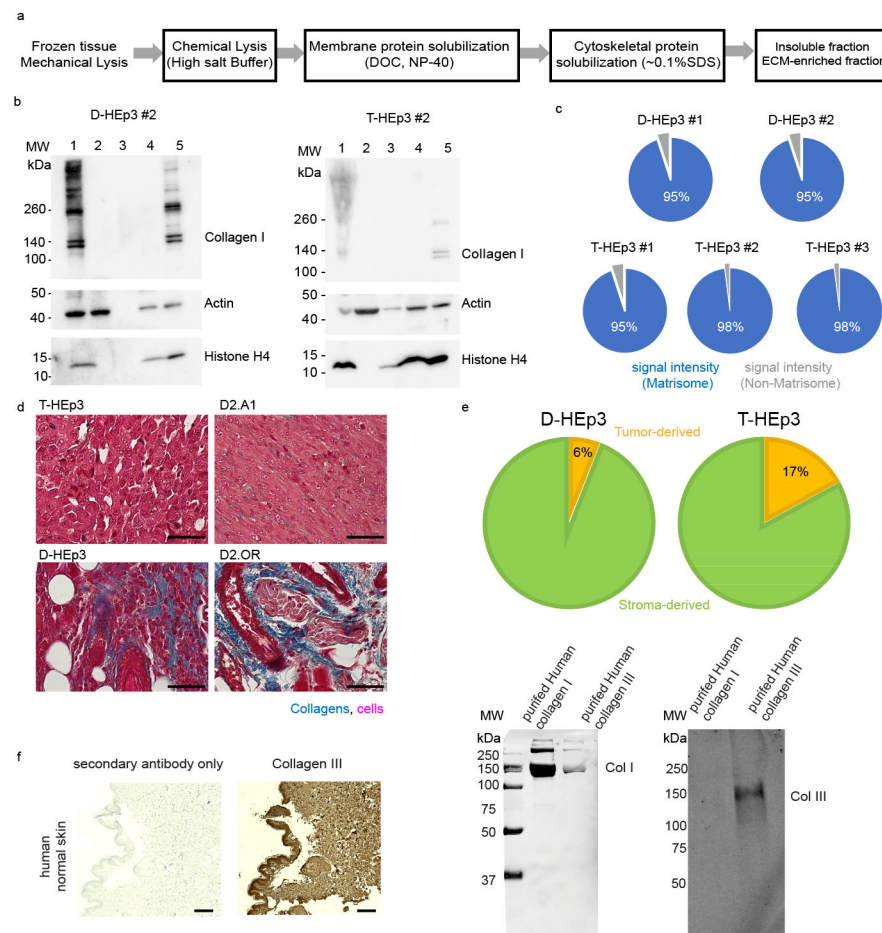 a
Frozen tissue
Mechanical Lysis
Chemical Lysis
(High salt Buffer)
Membrane protein solubilization
(DOC, NP-40)
Cytoskeletal protein
solubilization (~0.1%SDS)
Insoluble fraction
ECM-enriched fraction
b
D-HEp3 #2
MW
1 2 3 4 5
kDa
260
140
100
Collagen I
50
40
Actin
15
10
Histone H4
T-HEp3 #2
MW
1 2 3 4 5
kDa
260
140
100
Collagen I
50
40
Actin
15
10
Histone H4
c
D-HEp3 #1
D-HEp3 #2
95%
95%
T-HEp3 #1
T-HEp3 #2
T-HEp3 #3
95%
98%
98%
signal intensity
(Matrisome)
signal intensity
(Non-Matrisome)
d
T-HEp3
D2.A1
D-HEp3
D2.OR
Collagens, cells
e
D-HEp3
T-HEp3
Tumor-derived
6%
17%
Stroma-derived
f
secondary antibody only
Collagen III
human
normal skin
MW
kDa
purifed Human
collagen I
purifed Human
collagen III
250
150
100
75
50
37
Col I
MW
kDa
purifed Human
collagen I
purifed Human
collagen III
250
150
100
75
50
Col III